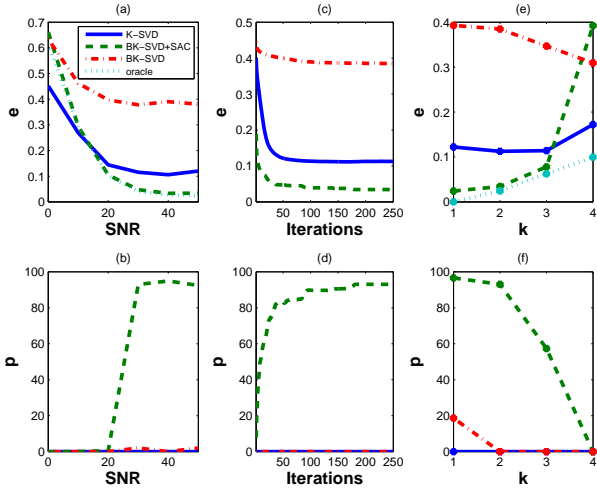 (a)
0.7
0.6
0.5
0.4
0.3
0.2
0.1
0
e
0 20 40
SNR
K-SVD
BK-SVD+SAC
BK-SVD
oracle
(c)
0.5
0.4
0.3
0.2
0.1
0
e
50 100 150 200 250
Iterations
(e)
0.4
0.3
0.2
0.1
0
e
1 2 3 4
k
(b)
100
80
60
40
20
0
p
0 20 40
SNR
(d)
100
80
60
40
20
0
p
50 100 150 200 250
Iterations
(f)
100
80
60
40
20
0
p
1 2 3 4
k